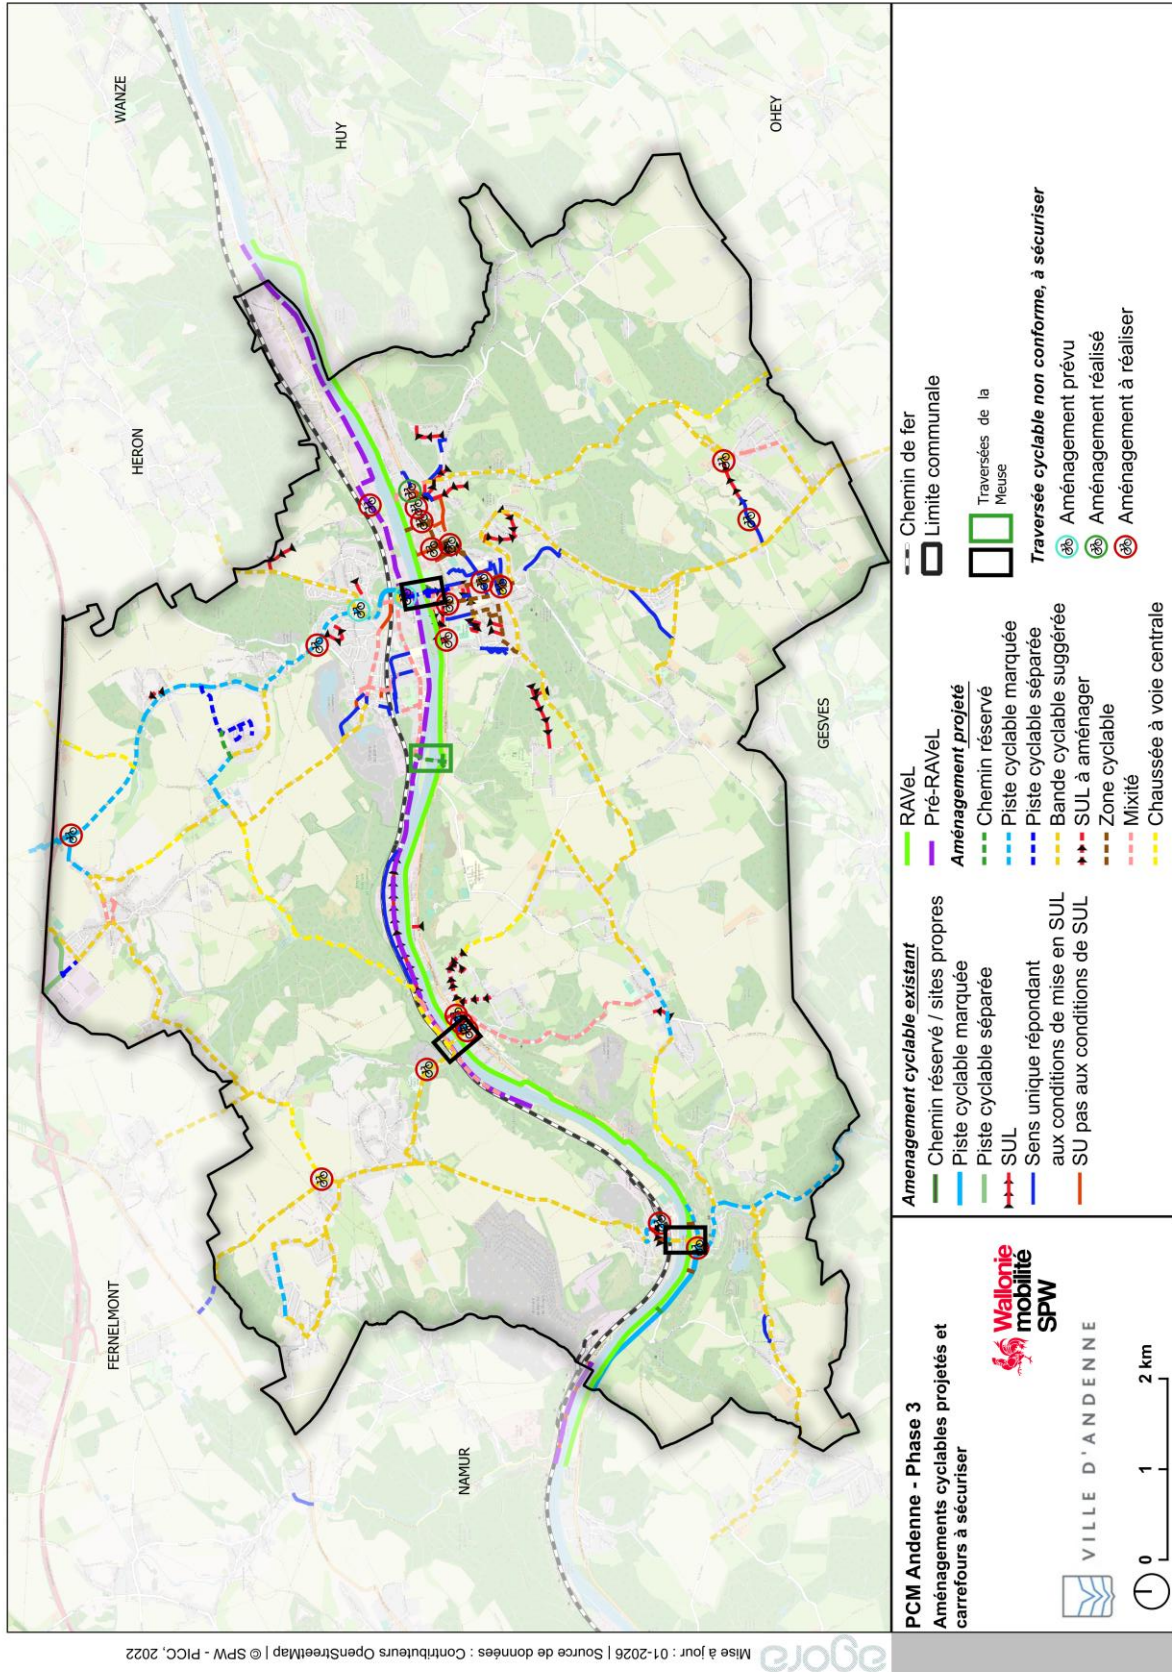 WANZE
HUY
OHEY
HERON
GESVES
FERNELMONT
NAMUR
PCM Andenne - Phase 3
Aménagements cyclables projetés et
carrefours à sécuriser
Wallonie
mobilité
SPW
VILLE D'ANDENNE
0 1 2 km
Amenagement cyclable existant
Chemin réservé / sites propres
Piste cyclable marquée
Piste cyclable séparée
SUL
Sens unique répondant
aux conditions de mise en SUL
SU pas aux conditions de SUL
RAVeL
Pré-RAVeL
Aménagement projeté
Chemin réservé
Piste cyclable marquée
Piste cyclable séparée
Bande cyclable suggérée
SUL à aménager
Zone cyclable
Mixité
Chaussée à voie centrale
Chemin de fer
Limite communale
Traversées de la
Meuse
Traversée cyclable non conforme, à sécuriser
Aménagement prévu
Aménagement réalisé
Aménagement à réaliser
agora
Mise à jour : 01-2026 | Source de données : Contributeurs OpenStreetMap | © SPW - PICC, 2022